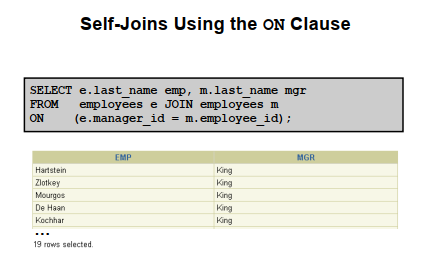 Self-Joins Using the ON Clause
SELECT e.last_name emp, m.last_name mgr
FROM employees e JOIN employees m
ON (e.manager_id = m.employee_id);
EMP MGR
Hartstein King
Zlotkey King
Mourgos King
De Haan King
Kochhar King
...
19 rows selected.